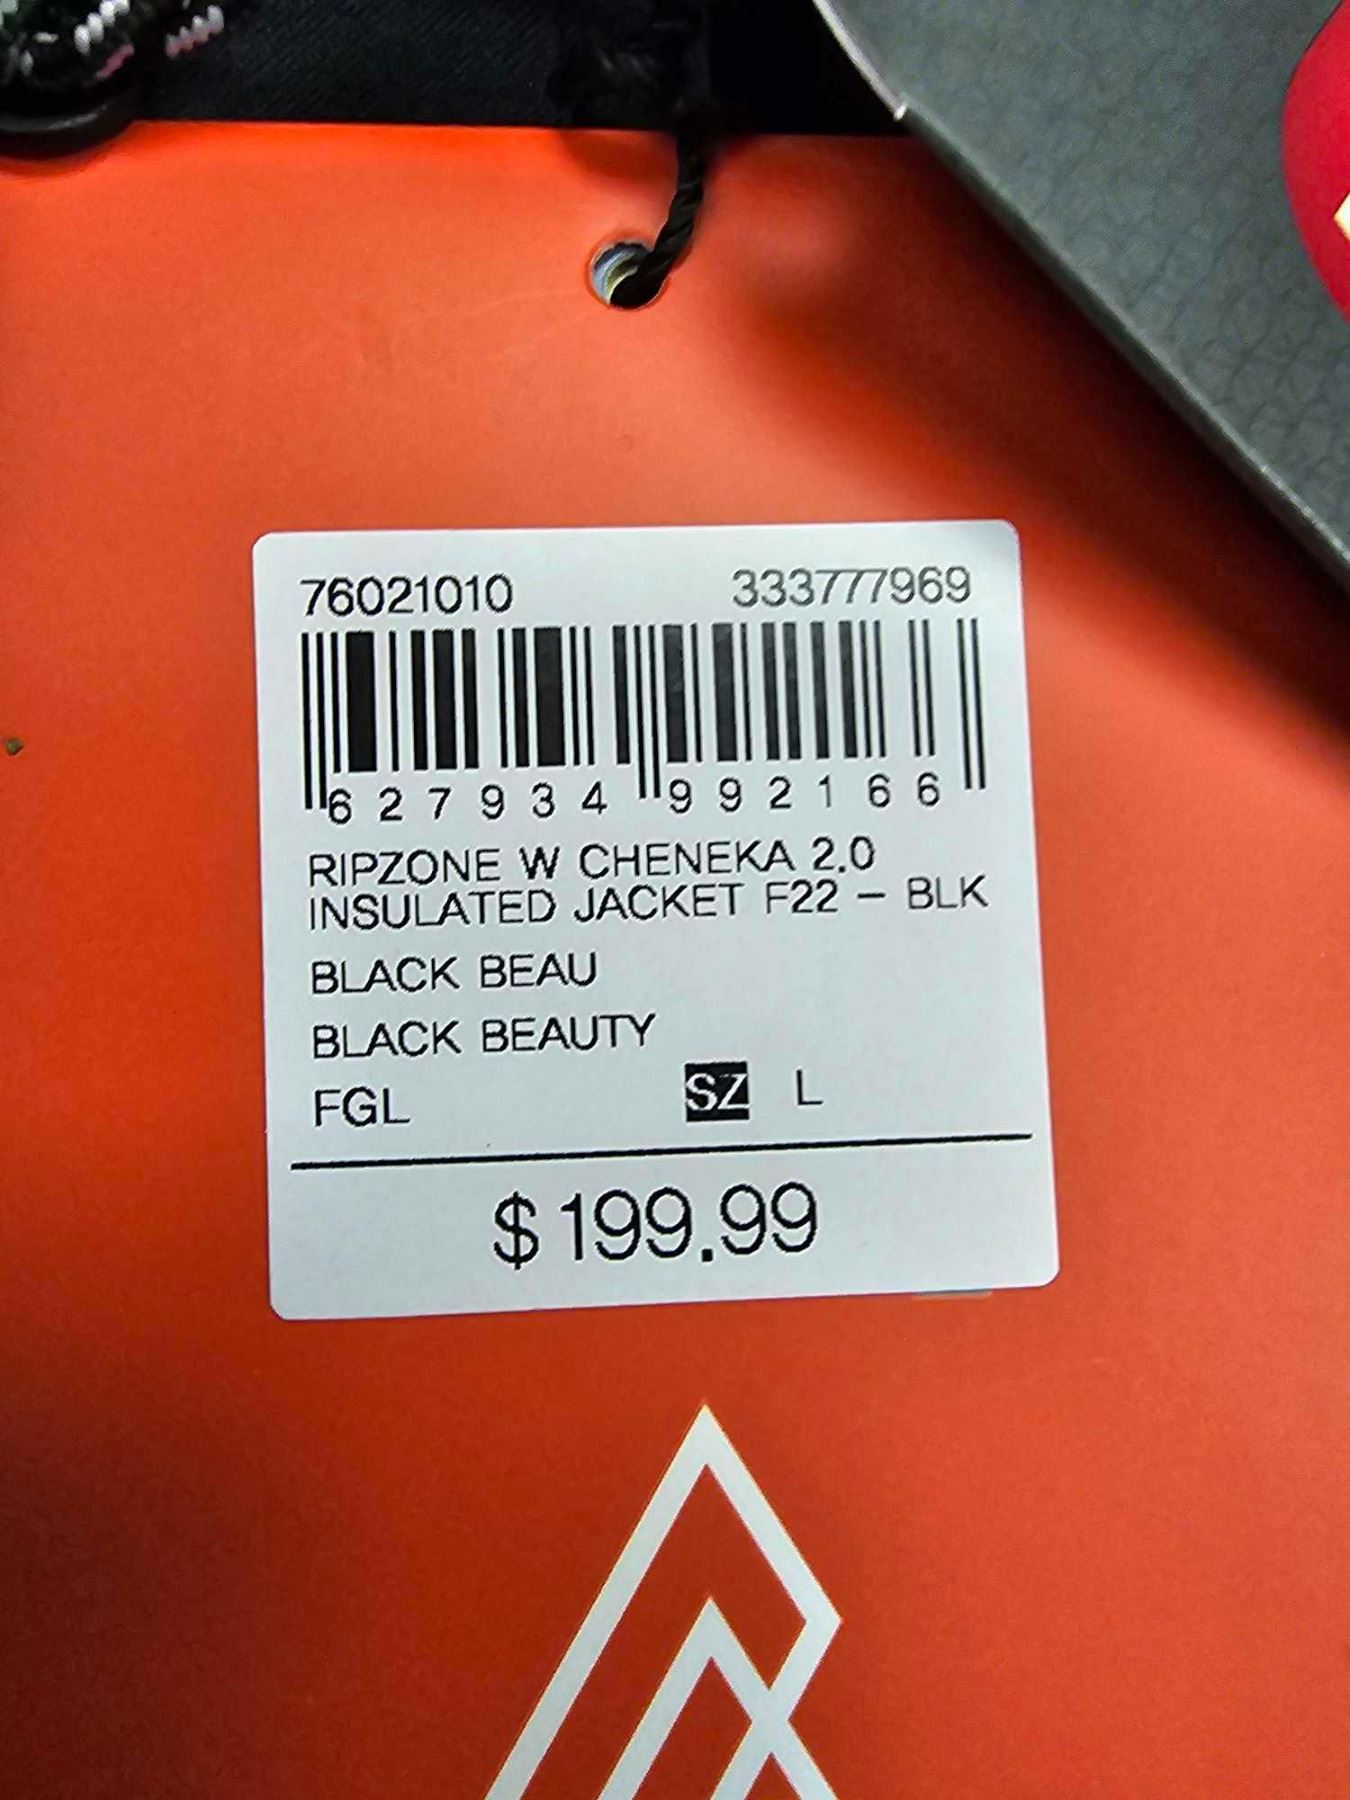 76021010 333777969
627934 992166
RIPZONE W CHENEKA 2.0
INSULATED JACKET F22 – BLK
BLACK BEAU
BLACK BEAUTY
FGL SZ L
$199.99